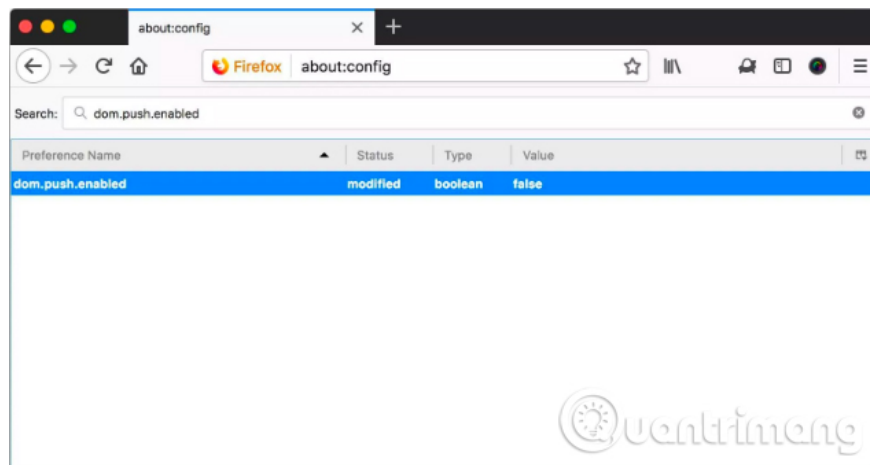 about:config
Firefox about:config
Search: dom.push.enabled
Preference Name Status Type Value
dom.push.enabled modified boolean false
Quantrimang